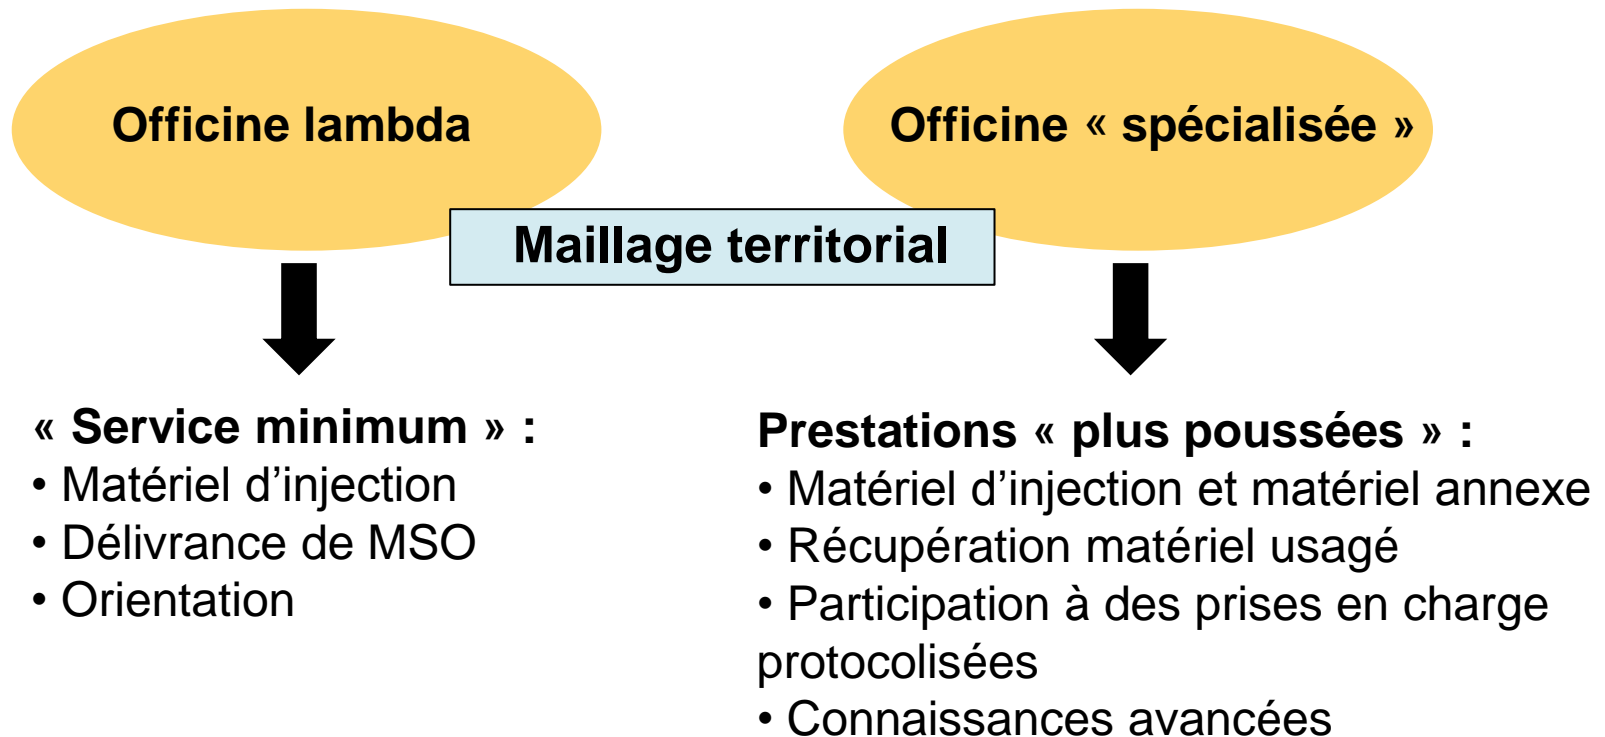 Officine lambda
Officine « spécialisée »
Maillage territorial
« Service minimum » :
• Matériel d’injection
• Délivrance de MSO
• Orientation
Prestations « plus poussées » :
• Matériel d’injection et matériel annexe
• Récupération matériel usagé
• Participation à des prises en charge
protocolisées
• Connaissances avancées